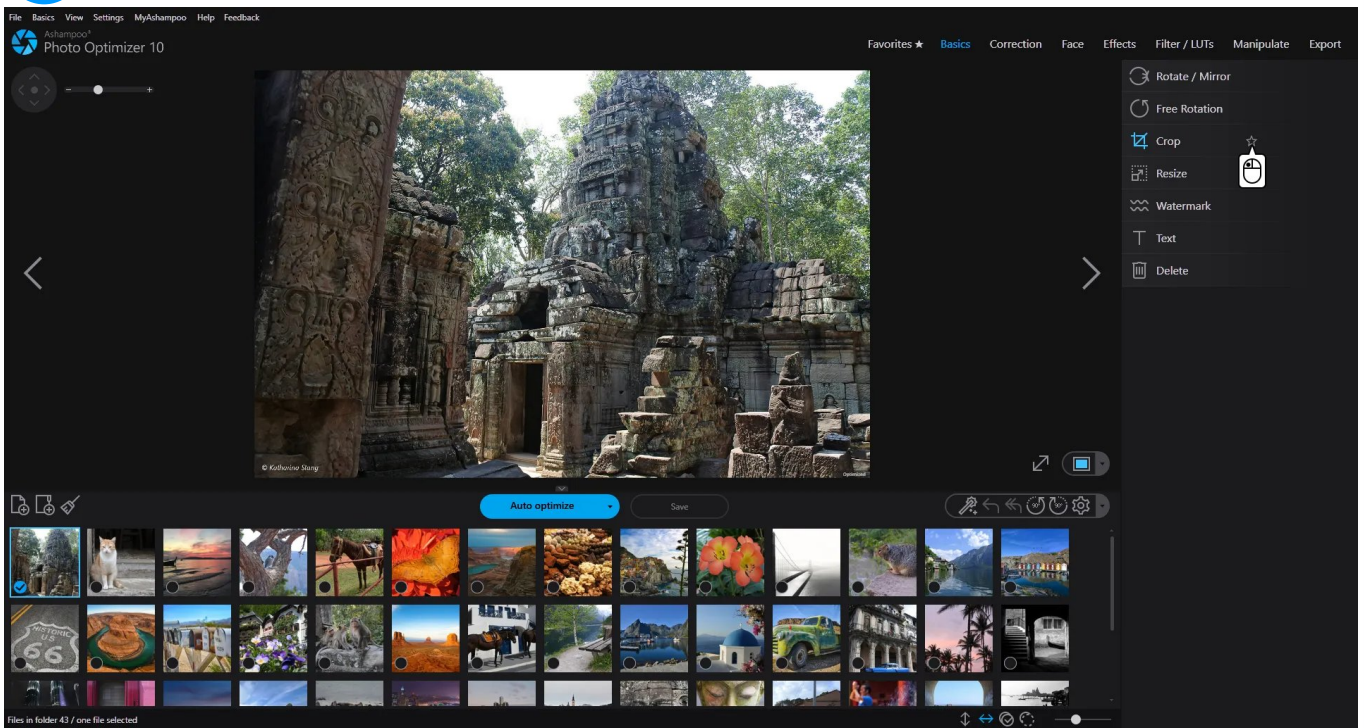 File Basics View Settings MyAshampoo Help Feedback
Ashampoo®
Photo Optimizer 10
Favorites ★ Basics Correction Face Effects Filter / LUTs Manipulate Export
Rotate / Mirror
Free Rotation
Crop
Resize
Watermark
Text
Delete
© Katharina Stang
Optimized
Auto optimize
Save
HISTORIC
US
66
Files in folder 43 / one file selected